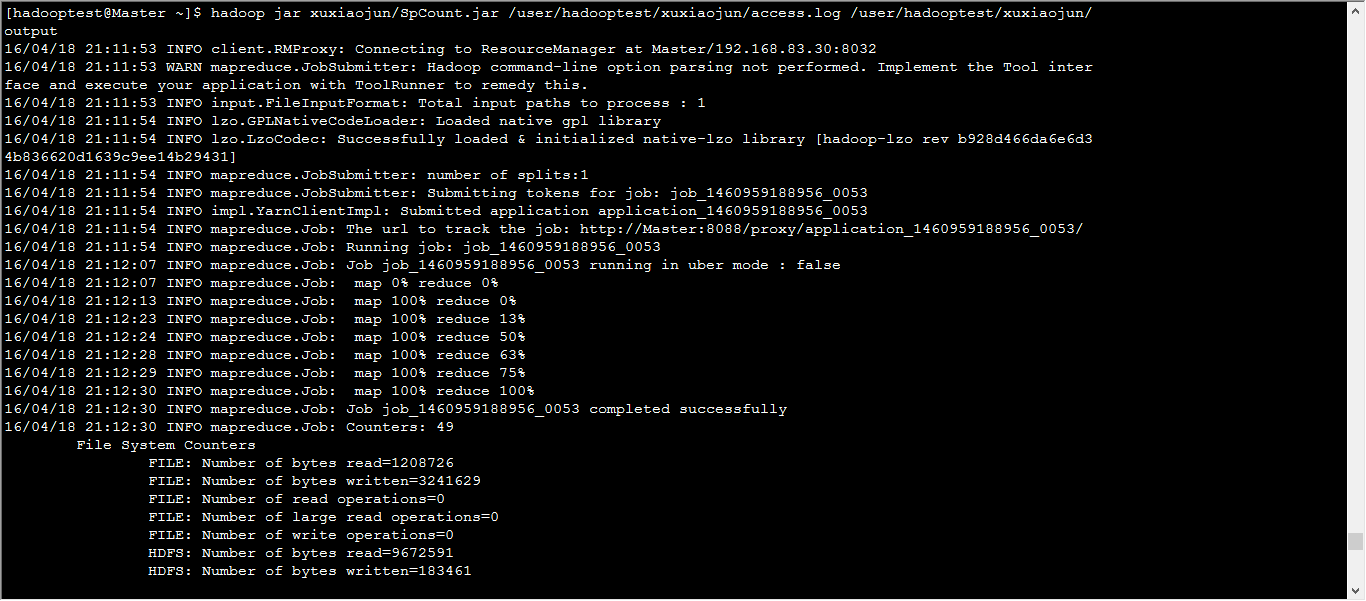 [hadooptest@Master ~]$ hadoop jar xuxiaojun/SpCount.jar /user/hadooptest/xuxiaojun/access.log /user/hadooptest/xuxiaojun/
output
16/04/18 21:11:53 INFO client.RMProxy: Connecting to ResourceManager at Master/192.168.83.30:8032
16/04/18 21:11:53 WARN mapreduce.JobSubmitter: Hadoop command-line option parsing not performed. Implement the Tool inter
face and execute your application with ToolRunner to remedy this.
16/04/18 21:11:53 INFO input.FileInputFormat: Total input paths to process : 1
16/04/18 21:11:54 INFO lzo.GPLNativeCodeLoader: Loaded native gpl library
16/04/18 21:11:54 INFO lzo.LzoCodec: Successfully loaded & initialized native-lzo library [hadoop-lzo rev b928d466da6e6d3
4b836620d1639c9ee14b29431]
16/04/18 21:11:54 INFO mapreduce.JobSubmitter: number of splits:1
16/04/18 21:11:54 INFO mapreduce.JobSubmitter: Submitting tokens for job: job_1460959188956_0053
16/04/18 21:11:54 INFO impl.YarnClientImpl: Submitted application application_1460959188956_0053
16/04/18 21:11:54 INFO mapreduce.Job: The url to track the job: http://Master:8088/proxy/application_1460959188956_0053/
16/04/18 21:11:54 INFO mapreduce.Job: Running job: job_1460959188956_0053
16/04/18 21:12:07 INFO mapreduce.Job: Job job_1460959188956_0053 running in uber mode : false
16/04/18 21:12:07 INFO mapreduce.Job:  map 0% reduce 0%
16/04/18 21:12:13 INFO mapreduce.Job:  map 100% reduce 0%
16/04/18 21:12:23 INFO mapreduce.Job:  map 100% reduce 13%
16/04/18 21:12:24 INFO mapreduce.Job:  map 100% reduce 50%
16/04/18 21:12:28 INFO mapreduce.Job:  map 100% reduce 63%
16/04/18 21:12:29 INFO mapreduce.Job:  map 100% reduce 75%
16/04/18 21:12:30 INFO mapreduce.Job:  map 100% reduce 100%
16/04/18 21:12:30 INFO mapreduce.Job: Job job_1460959188956_0053 completed successfully
16/04/18 21:12:30 INFO mapreduce.Job: Counters: 49
File System Counters
FILE: Number of bytes read=1208726
FILE: Number of bytes written=3241629
FILE: Number of read operations=0
FILE: Number of large read operations=0
FILE: Number of write operations=0
HDFS: Number of bytes read=9672591
HDFS: Number of bytes written=183461